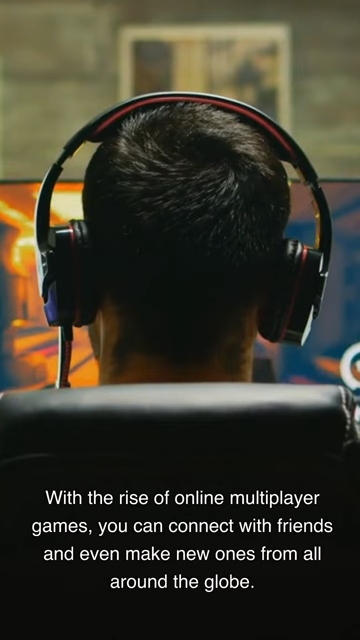 With the rise of online multiplayer
games, you can connect with friends
and even make new ones from all
around the globe.